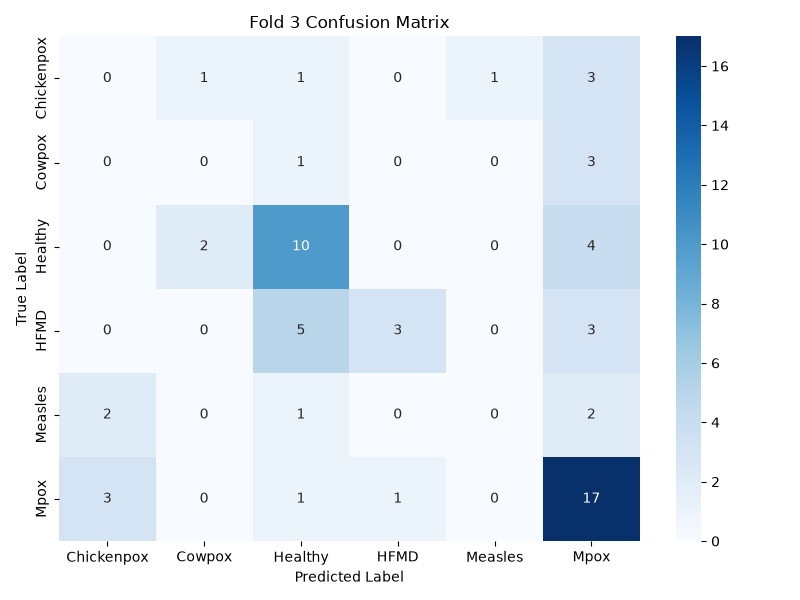 Fold 3 Confusion Matrix
True Label
Chickenpox 0 1 1 0 1 3
Cowpox 0 0 1 0 0 3
Healthy 0 2 10 0 0 4
HFMD 0 0 5 3 0 3
Measles 2 0 1 0 0 2
Mpox 3 0 1 1 0 17
Chickenpox Cowpox Healthy HFMD Measles Mpox
Predicted Label
16
14
12
10
8
6
4
2
0